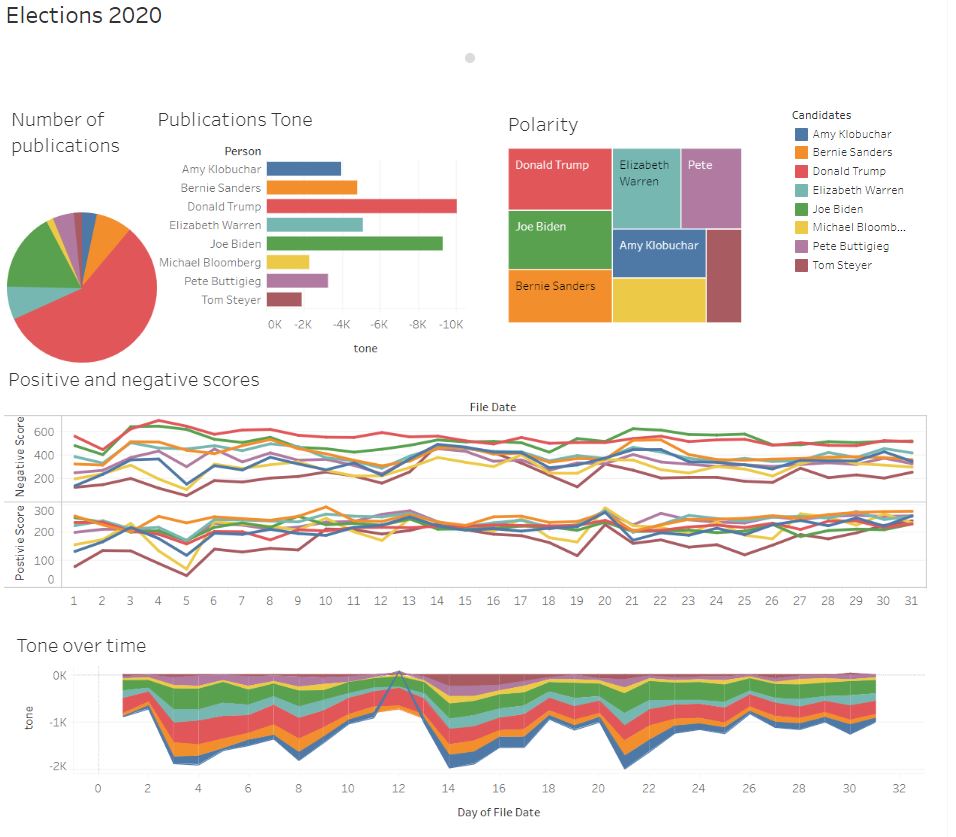 Elections 2020
Number of
publications
Publications Tone
Person
Amy Klobuchar
Bernie Sanders
Donald Trump
Elizabeth Warren
Joe Biden
Michael Bloomberg
Pete Buttigieg
Tom Steyer
0K -2K -4K -6K -8K -10K
tone
Polarity
Donald Trump
Joe Biden
Bernie Sanders
Elizabeth
Warren
Pete
Amy Klobuchar
Candidates
Amy Klobuchar
Bernie Sanders
Donald Trump
Elizabeth Warren
Joe Biden
Michael Bloomb...
Pete Buttigieg
Tom Steyer
Positive and negative scores
File Date
Negative Score
600
400
200
Postivie Score
300
200
100
0
1 2 3 4 5 6 7 8 9 10 11 12 13 14 15 16 17 18 19 20 21 22 23 24 25 26 27 28 29 30 31
Tone over time
tone
0K
-1K
-2K
0 2 4 6 8 10 12 14 16 18 20 22 24 26 28 30 32
Day of File Date